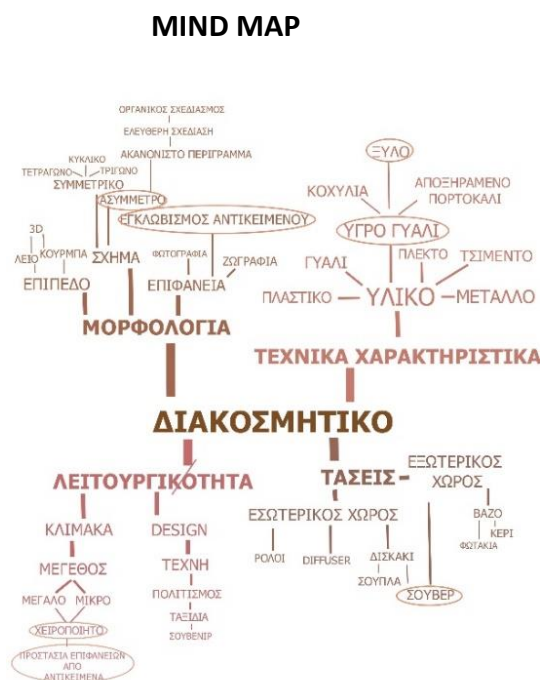 MIND MAP
ΟΡΓΑΝΙΚΟΣ ΣΧΕΔΙΑΣΜΟΣ
ΕΛΕΥΘΕΡΗ ΣΧΕΔΙΑΣΗ
ΑΚΑΝΟΝΙΣΤΟ ΠΕΡΙΓΡΑΜΜΑ
ΚΥΚΛΙΚΟ
ΤΕΤΡΑΓΩΝΟ
ΤΡΙΓΩΝΟ
ΣΥΜΜΕΤΡΙΚΟ
ΑΣΥΜΜΕΤΡΟ
ΕΓΚΛΩΒΙΣΜΟΣ ΑΝΤΙΚΕΙΜΕΝΟΥ
3D
ΛΕΙΟ
ΚΟΥΡΜΠΑ
ΣΧΗΜΑ
ΦΩΤΟΓΡΑΦΙΑ
ΖΩΓΡΑΦΙΑ
ΕΠΙΠΕΔΟ
ΕΠΙΦΑΝΕΙΑ
ΜΟΡΦΟΛΟΓΙΑ
ΞΥΛΟ
ΚΟΧΥΛΙΑ
ΑΠΟΞΗΡΑΜΕΝΟ
ΠΟΡΤΟΚΑΛΙ
ΥΓΡΟ ΓΥΑΛΙ
ΓΥΑΛΙ
ΠΛΕΚΤΟ
ΤΣΙΜΕΝΤΟ
ΠΛΑΣΤΙΚΟ
ΥΛΙΚΟ
ΜΕΤΑΛΛΟ
ΤΕΧΝΙΚΑ ΧΑΡΑΚΤΗΡΙΣΤΙΚΑ
ΔΙΑΚΟΣΜΗΤΙΚΟ
ΛΕΙΤΟΥΡΓΙΚΟΤΗΤΑ
ΚΛΙΜΑΚΑ
DESIGN
ΜΕΓΕΘΟΣ
ΤΕΧΝΗ
ΜΕΓΑΛΟ
ΜΙΚΡΟ
ΠΟΛΙΤΙΣΜΟΣ
ΤΑΞΙΔΙΑ
ΣΟΥΒΕΝΙΡ
ΧΕΙΡΟΠΟΙΗΤΟ
ΠΡΟΣΤΑΣΙΑ ΕΠΙΦΑΝΕΙΩΝ
ΑΠΟ
ΑΝΤΙΚΕΙΜΕΝΑ
ΤΑΣΕΙΣ
ΕΞΩΤΕΡΙΚΟΣ
ΧΩΡΟΣ
ΕΣΩΤΕΡΙΚΟΣ ΧΩΡΟΣ
ΒΑΖΟ
ΚΕΡΙ
ΦΩΤΑΚΙΑ
ΡΟΛΟΙ
DIFFUSER
ΔΙΣΚΑΚΙ
ΣΟΥΠΛΑ
ΣΟΥΒΕΡ